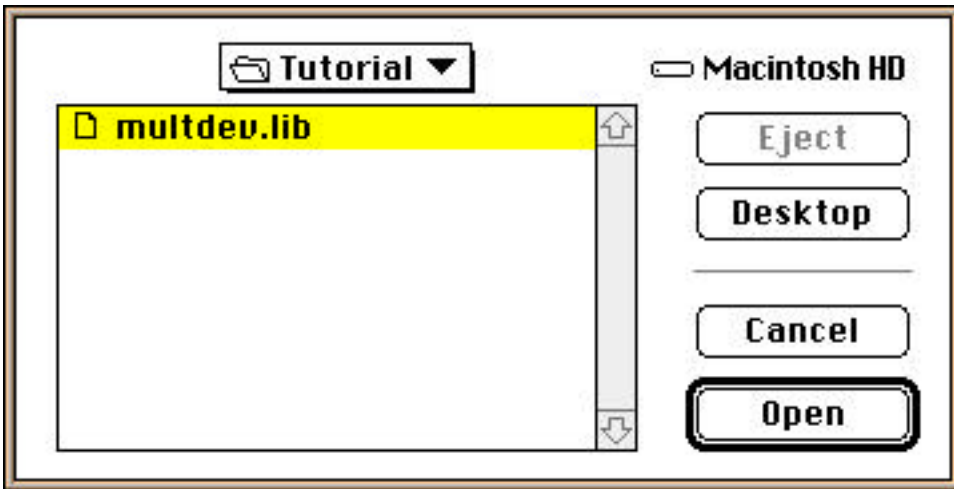 Tutorial
Macintosh HD
multdev.lib
Eject
Desktop
Cancel
Open